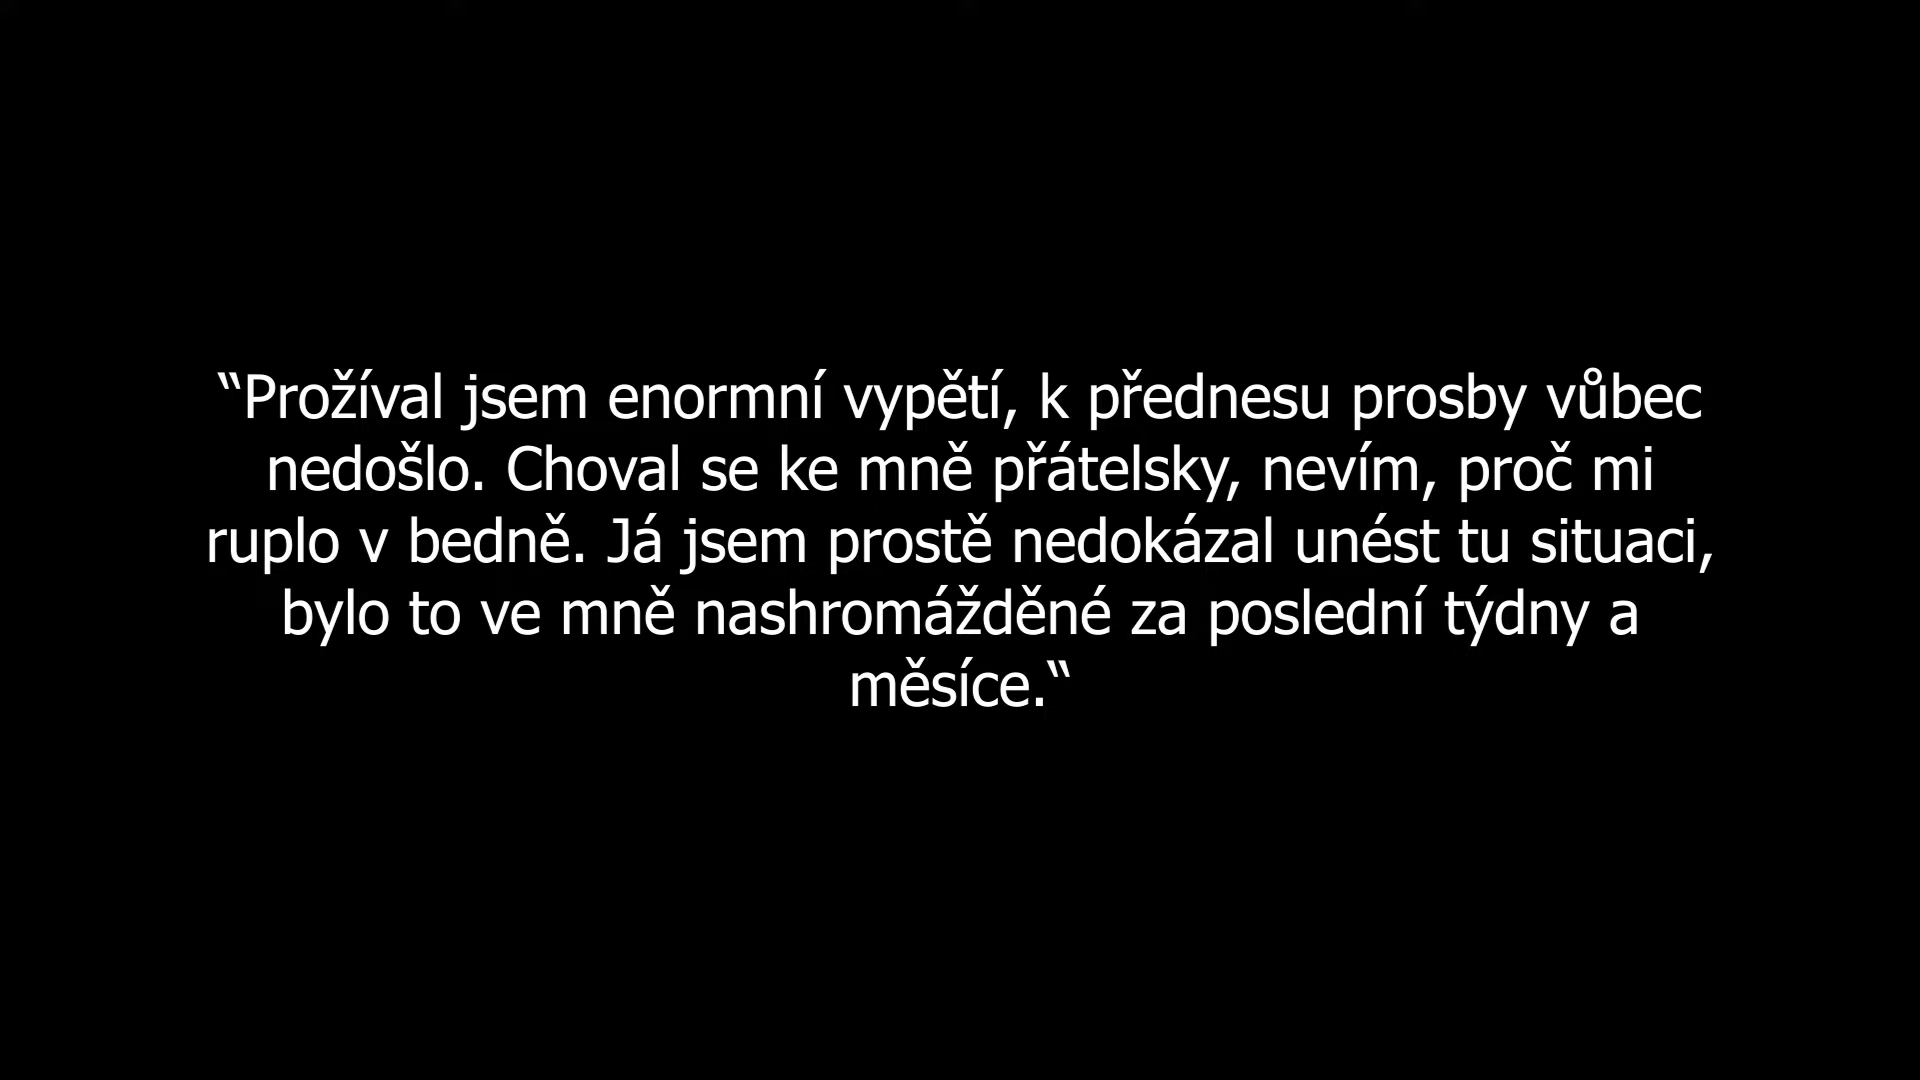 “Prožíval jsem enormní vypětí, k přednesu prosby vůbec
nedošlo. Choval se ke mně přátelsky, nevím, proč mi
ruplo v bedně. Já jsem prostě nedokázal unést tu situaci,
bylo to ve mně nashromážděné za poslední týdny a
měsíce.“